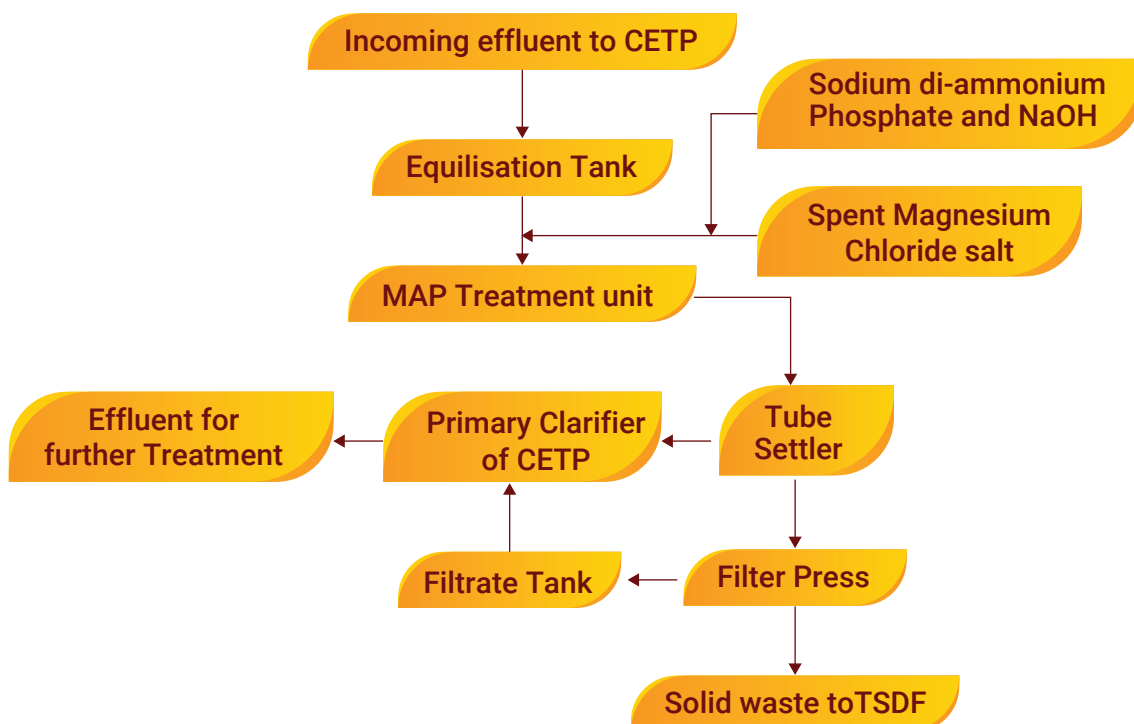 Incoming effluent to CETP
Sodium di-ammonium
Phosphate and NaOH
Equilisation Tank
Spent Magnesium
Chloride salt
MAP Treatment unit
Effluent for
further Treatment
Primary Clarifier
of CETP
Tube
Settler
Filtrate Tank
Filter Press
Solid waste toTSDF